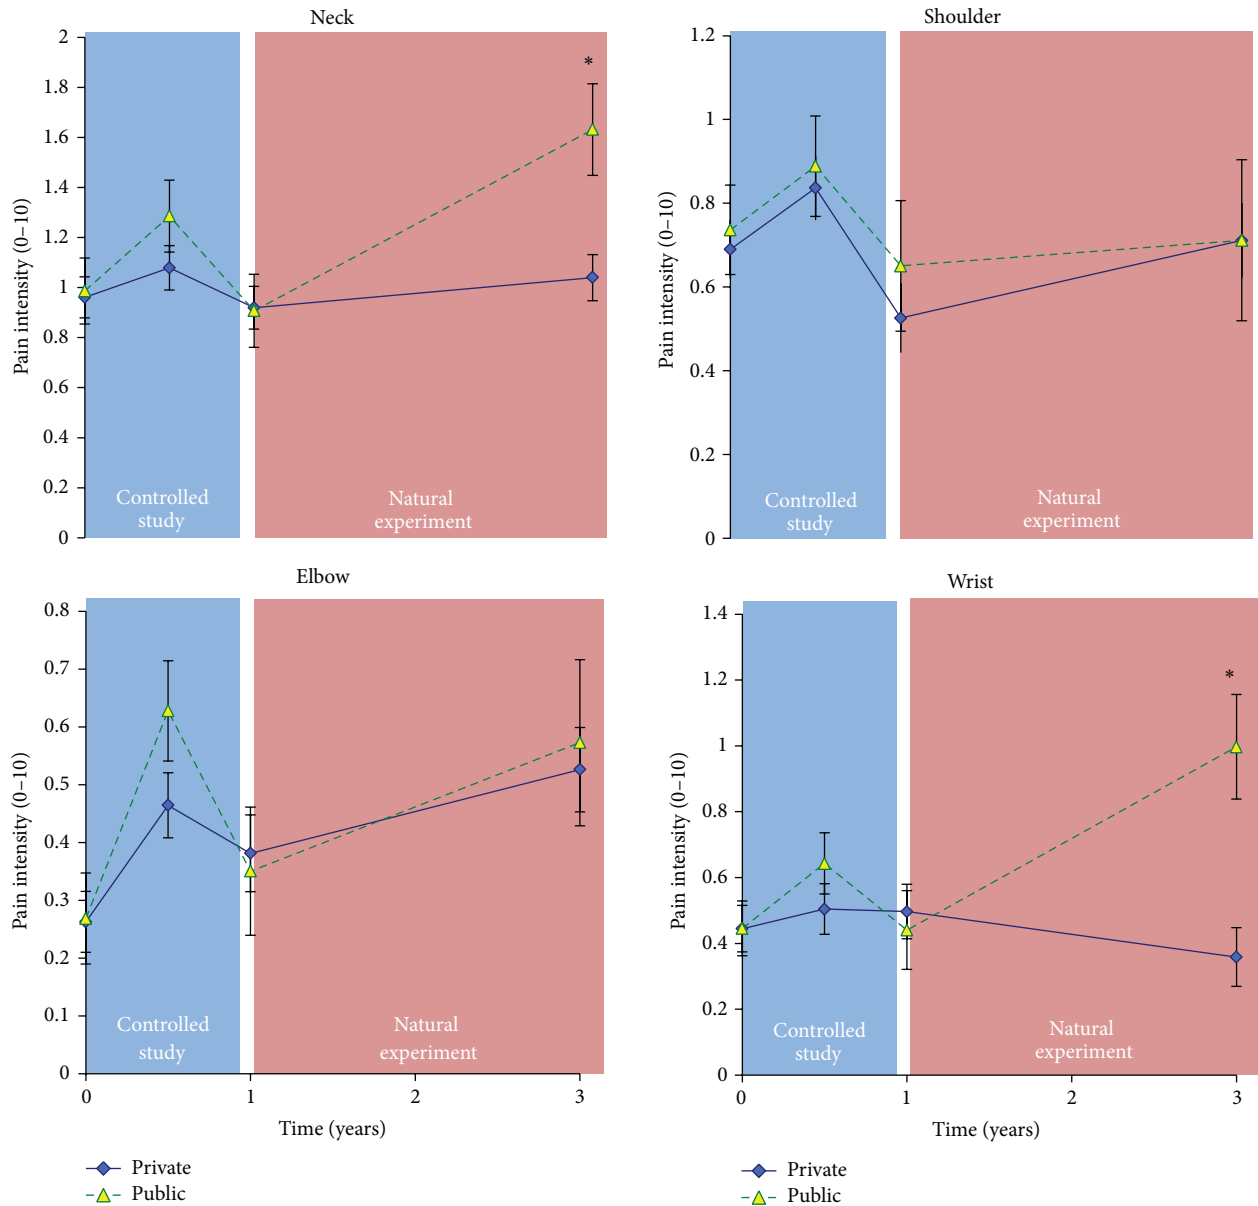 Neck
2
1.8
1.6
1.4
1.2
1
0.8
0.6
0.4
0.2
0
Pain intensity (0–10)
*
Controlled
study
Natural
experiment
Shoulder
1.2
1
0.8
0.6
0.4
0.2
0
Pain intensity (0–10)
Controlled
study
Natural
experiment
Elbow
0.8
0.7
0.6
0.5
0.4
0.3
0.2
0.1
0
Pain intensity (0–10)
Controlled
study
Natural
experiment
0 1 2 3
Time (years)
Private
Public
Wrist
1.4
1.2
1
0.8
0.6
0.4
0.2
0
Pain intensity (0–10)
*
Controlled
study
Natural
experiment
0 1 2 3
Time (years)
Private
Public